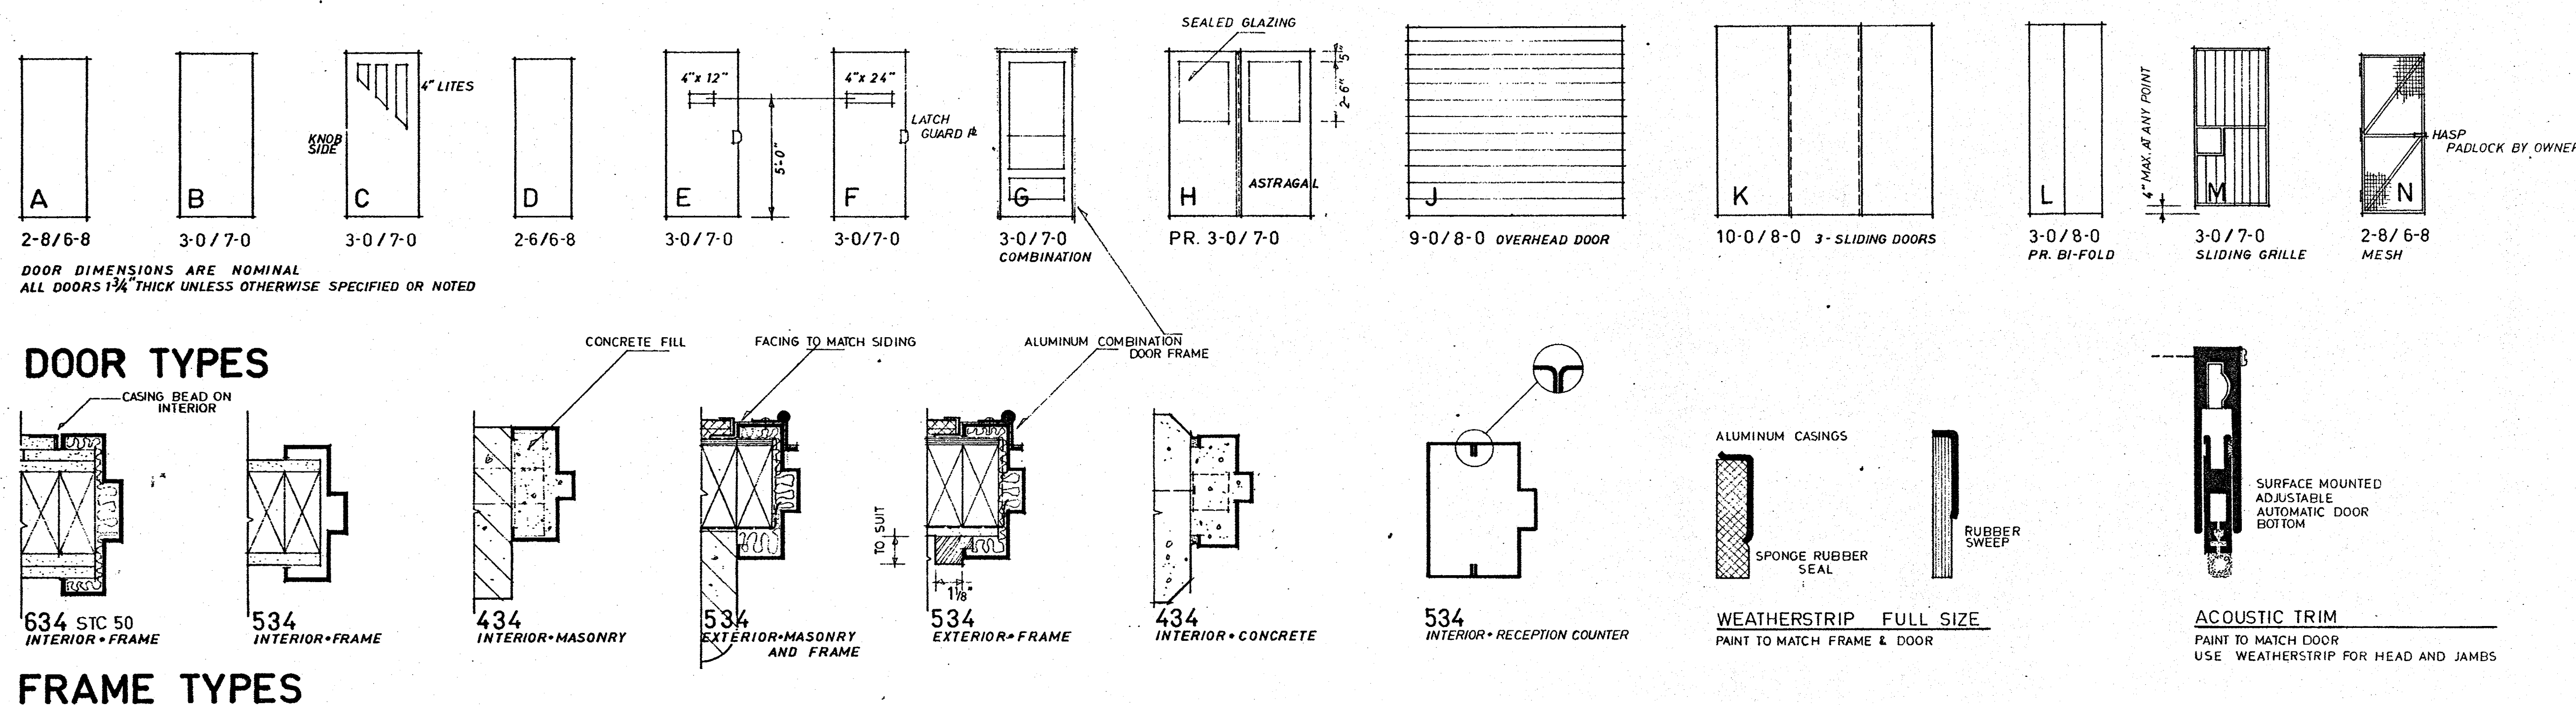 SEALED GLAZING
4" LITES
KNOB
SIDE
4"x 12"
5'-0"
4"x 24"
LATCH
GUARD PL
5"
2-6"
ASTRAGAL
4" MAX. AT ANY POINT
HASP
PADLOCK BY OWNER
A
B
C
D
E
F
G
H
J
K
L
M
N
2-8/6-8
3-0/7-0
3-0/7-0
2-6/6-8
3-0/7-0
3-0/7-0
3-0/7-0
COMBINATION
PR. 3-0/7-0
9-0/8-0 OVERHEAD DOOR
10-0/8-0 3-SLIDING DOORS
3-0/8-0
PR. BI-FOLD
3-0/7-0
SLIDING GRILLE
2-8/6-8
MESH
DOOR DIMENSIONS ARE NOMINAL
ALL DOORS 1¾" THICK UNLESS OTHERWISE SPECIFIED OR NOTED
DOOR TYPES
CASING BEAD ON
INTERIOR
CONCRETE FILL
FACING TO MATCH SIDING
ALUMINUM COMBINATION
DOOR FRAME
6"
TO SUIT
1⅛"
ALUMINUM CASINGS
SPONGE RUBBER
SEAL
RUBBER
SWEEP
SURFACE MOUNTED
ADJUSTABLE
AUTOMATIC DOOR
BOTTOM
634 STC 50
INTERIOR•FRAME
534
INTERIOR•FRAME
434
INTERIOR•MASONRY
534
EXTERIOR•MASONRY
AND FRAME
534
EXTERIOR•FRAME
434
INTERIOR•CONCRETE
534
INTERIOR•RECEPTION COUNTER
WEATHERSTRIP FULL SIZE
PAINT TO MATCH FRAME & DOOR
ACOUSTIC TRIM
PAINT TO MATCH DOOR
USE WEATHERSTRIP FOR HEAD AND JAMBS
FRAME TYPES